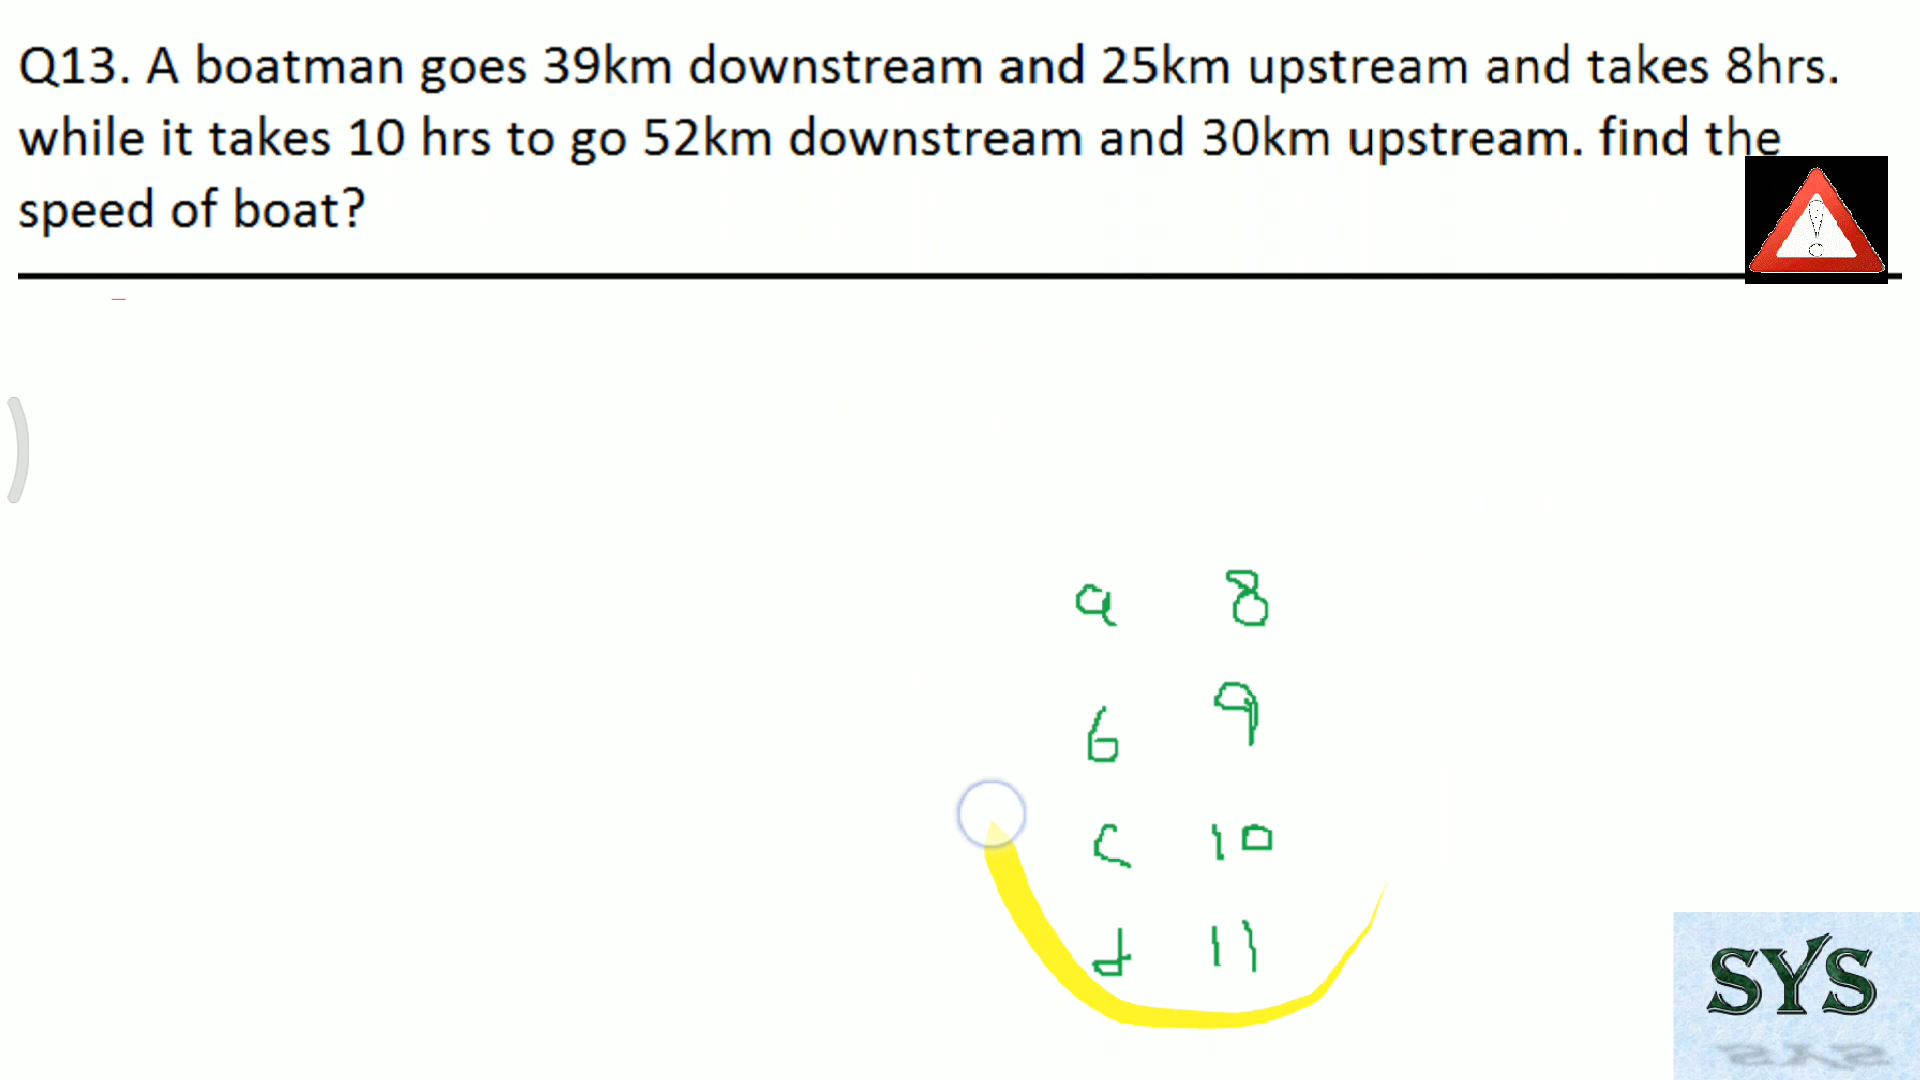 Q13. A boatman goes 39km downstream and 25km upstream and takes 8hrs.
while it takes 10 hrs to go 52km downstream and 30km upstream. find the
speed of boat?
a 8
b 9
c 10
d 11
SYS